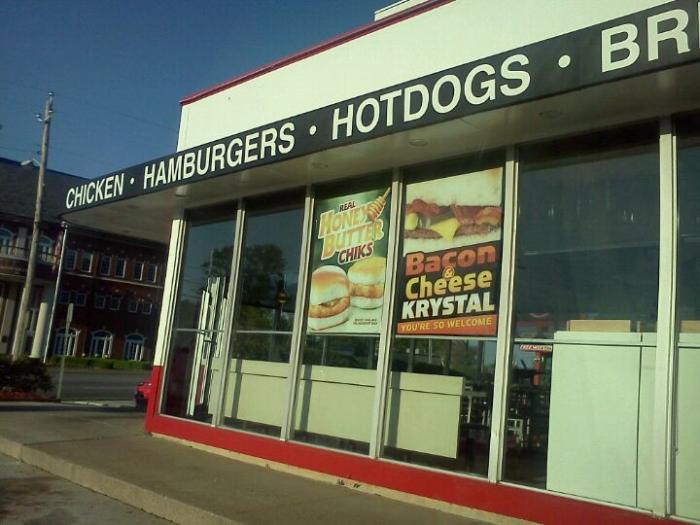 CHICKEN · HAMBURGERS · HOTDOGS · BR
REAL
HONEY
BUTTER
CHIKS
Bacon
&
Cheese
KRYSTAL
YOU'RE SO WELCOME